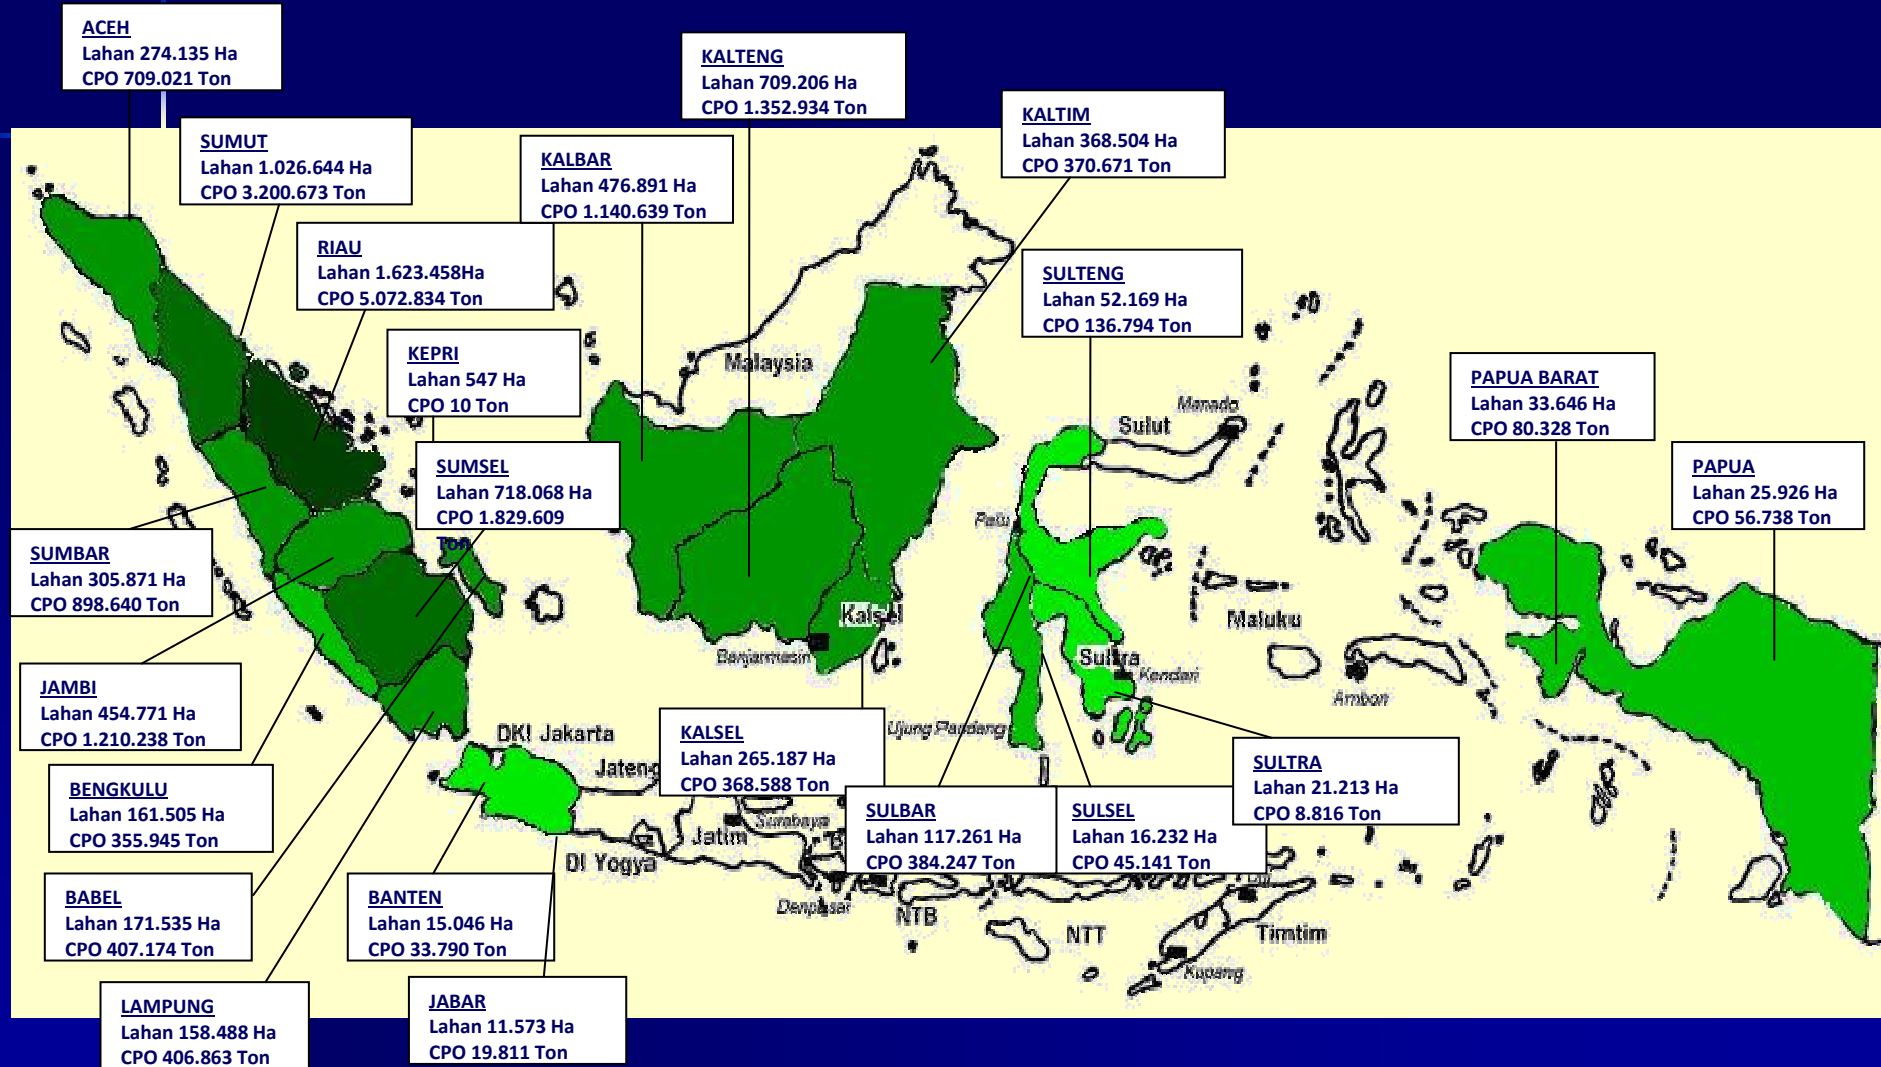 ACEH
Lahan 274.135 Ha
CPO 709.021 Ton
KALTENG
Lahan 709.206 Ha
CPO 1.352.934 Ton
KALTIM
Lahan 368.504 Ha
CPO 370.671 Ton
SUMUT
Lahan 1.026.644 Ha
CPO 3.200.673 Ton
KALBAR
Lahan 476.891 Ha
CPO 1.140.639 Ton
RIAU
Lahan 1.623.458Ha
CPO 5.072.834 Ton
SULTENG
Lahan 52.169 Ha
CPO 136.794 Ton
KEPRI
Lahan 547 Ha
CPO 10 Ton
Malaysia
PAPUA BARAT
Lahan 33.646 Ha
CPO 80.328 Ton
Manado
Sulut
SUMSEL
Lahan 718.068 Ha
CPO 1.829.609
Ton
PAPUA
Lahan 25.926 Ha
CPO 56.738 Ton
Palu
SUMBAR
Lahan 305.871 Ha
CPO 898.640 Ton
Kalsel
Maluku
Banjarmasin
Sultra
Kendari
Ambon
JAMBI
Lahan 454.771 Ha
CPO 1.210.238 Ton
Ujung Pandang
DKI Jakarta
Jateng
KALSEL
Lahan 265.187 Ha
CPO 368.588 Ton
SULTRA
Lahan 21.213 Ha
CPO 8.816 Ton
BENGKULU
Lahan 161.505 Ha
CPO 355.945 Ton
SULBAR
Lahan 117.261 Ha
CPO 384.247 Ton
SULSEL
Lahan 16.232 Ha
CPO 45.141 Ton
Surabaya
Jatim
DI Yogya
BABEL
Lahan 171.535 Ha
CPO 407.174 Ton
BANTEN
Lahan 15.046 Ha
CPO 33.790 Ton
Denpasar
NTB
NTT
Timtim
Kupang
LAMPUNG
Lahan 158.488 Ha
CPO 406.863 Ton
JABAR
Lahan 11.573 Ha
CPO 19.811 Ton